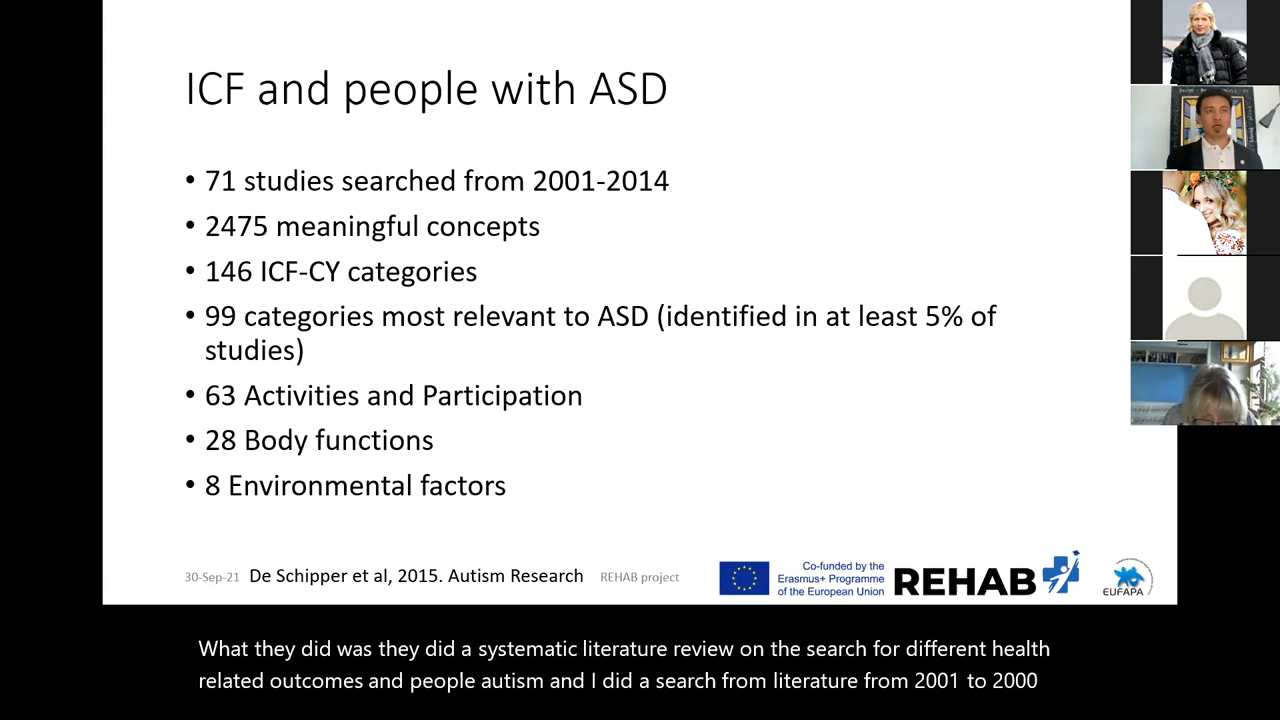 ICF and people with ASD
• 71 studies searched from 2001-2014
• 2475 meaningful concepts
• 146 ICF-CY categories
• 99 categories most relevant to ASD (identified in at least 5% of
studies)
• 63 Activities and Participation
• 28 Body functions
• 8 Environmental factors
30-Sep-21 De Schipper et al, 2015. Autism Research REHAB project
Co-funded by the
Erasmus+ Programme
of the European Union
REHAB
EUFAPA
What they did was they did a systematic literature review on the search for different health
related outcomes and people autism and I did a search from literature from 2001 to 2000